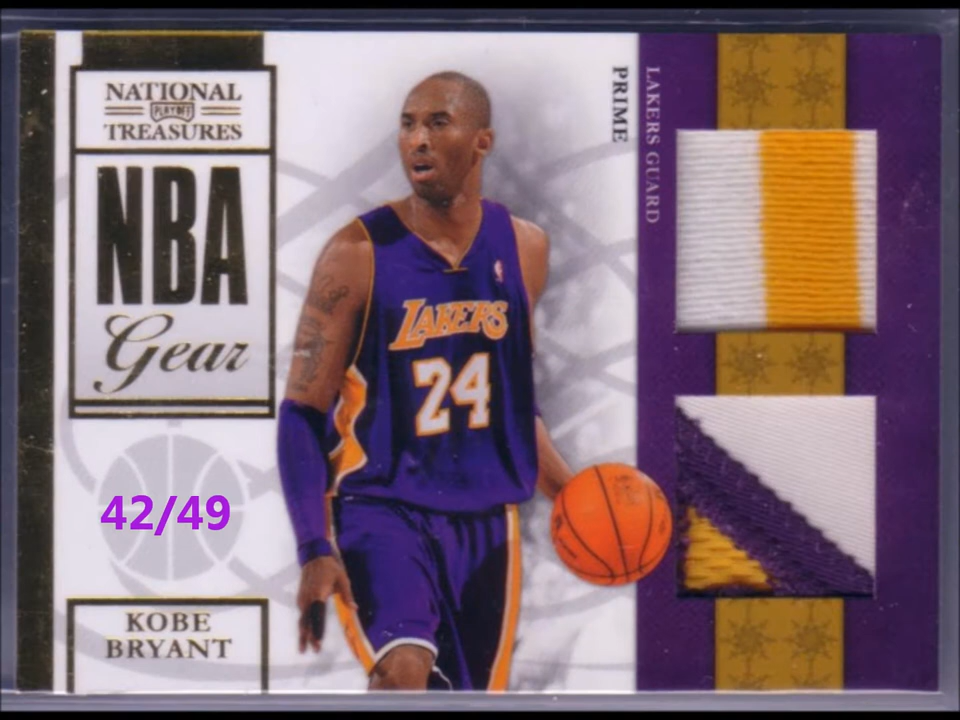 NATIONAL
PLAYOFF
TREASURES
NBA
Gear
42/49
KOBE
BRYANT
LAKERS
24
PRIME
LAKERS GUARD